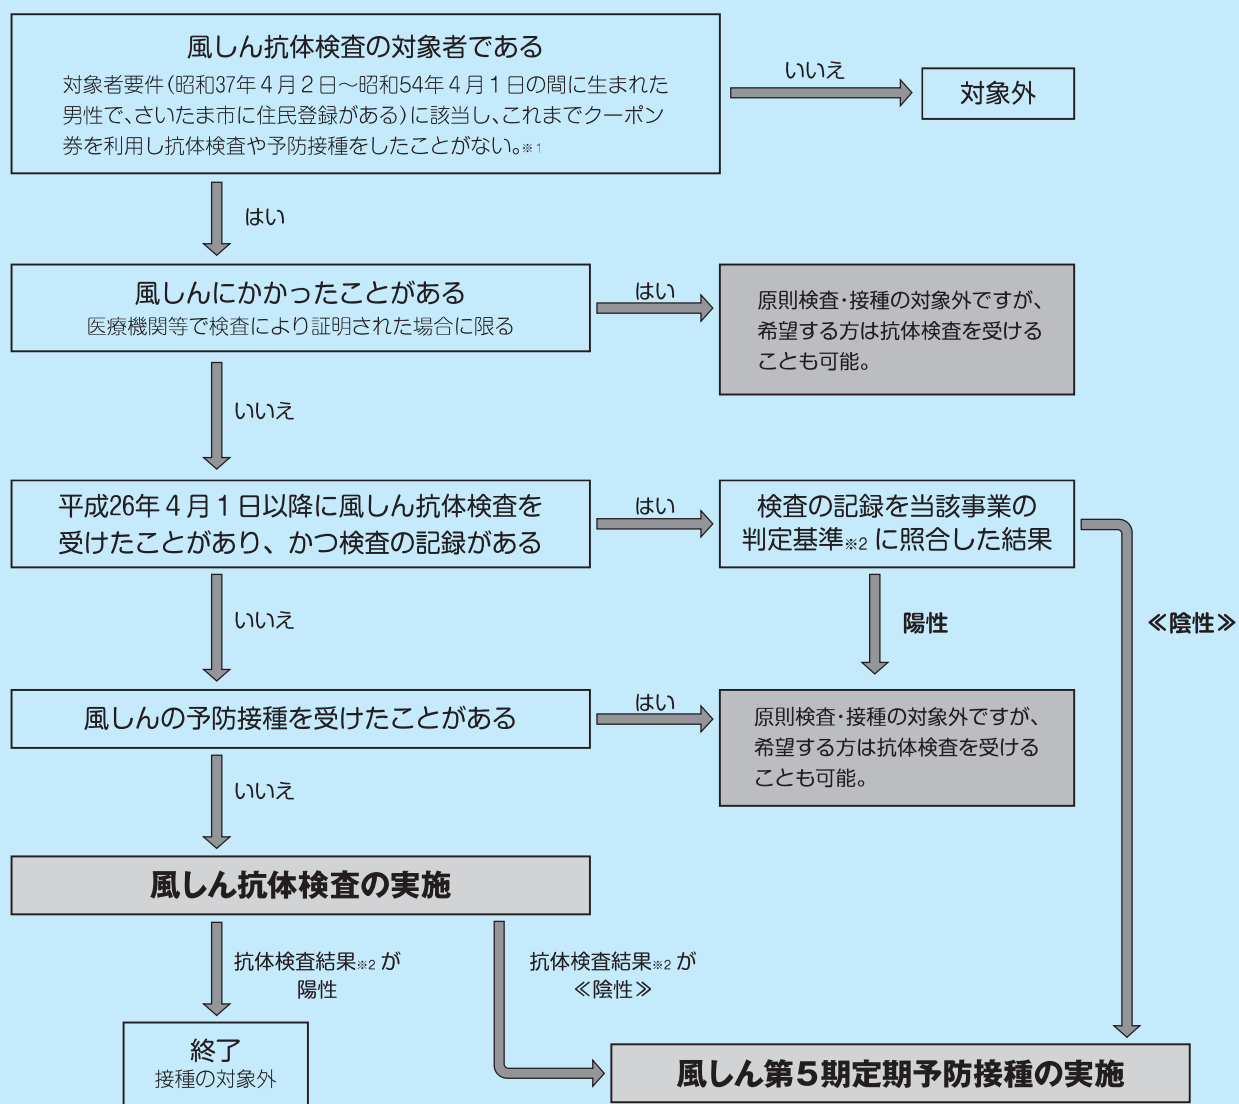 風しん抗体検査の対象者である
対象者要件（昭和37年４月２日～昭和54年４月１日の間に生まれた
男性で、さいたま市に住民登録がある）に該当し、これまでクーポン
券を利用し抗体検査や予防接種をしたことがない。※1
いいえ
対象外
はい
風しんにかかったことがある
医療機関等で検査により証明された場合に限る
はい
原則検査・接種の対象外ですが、
希望する方は抗体検査を受ける
ことも可能。
いいえ
平成26年４月１日以降に風しん抗体検査を
受けたことがあり、かつ検査の記録がある
はい
検査の記録を当該事業の
判定基準※2 に照合した結果
いいえ
陽性
≪陰性≫
風しんの予防接種を受けたことがある
はい
原則検査・接種の対象外ですが、
希望する方は抗体検査を受ける
ことも可能。
いいえ
風しん抗体検査の実施
抗体検査結果※2 が
陽性
抗体検査結果※2 が
≪陰性≫
終了
接種の対象外
風しん第５期定期予防接種の実施